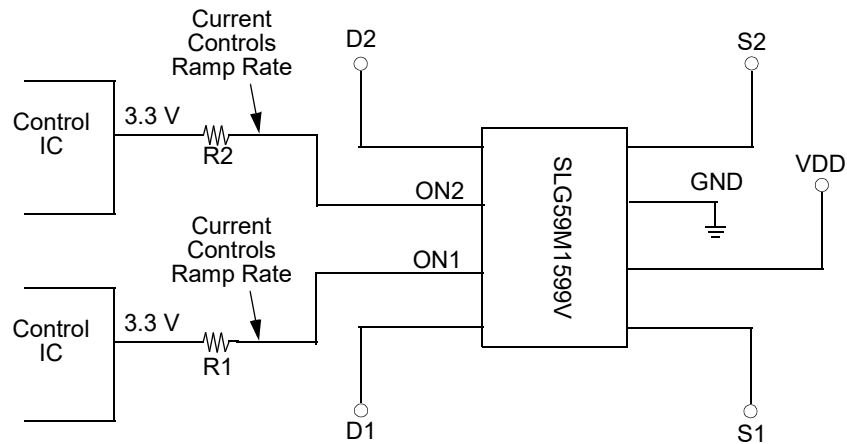 Current
Controls
Ramp Rate
D2
S2
Control
IC
3.3 V
R2
ON2
SLG59M1599V
GND
VDD
Current
Controls
Ramp Rate
ON1
Control
IC
3.3 V
R1
D1
S1